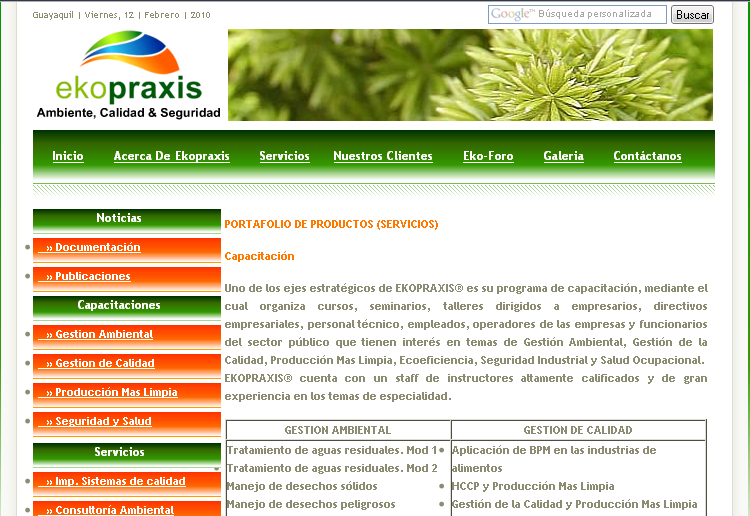 Guayaquil | Viernes, 12 | Febrero | 2010
Google™ Búsqueda personalizada
Buscar
ekopraxis
Ambiente, Calidad & Seguridad
Inicio Acerca De Ekopraxis Servicios Nuestros Clientes Eko-Foro Galeria Contáctanos
Noticias
» Documentación
» Publicaciones
Capacitaciones
» Gestion Ambiental
» Gestion de Calidad
» Producción Mas Limpia
» Seguridad y Salud
Servicios
» Imp. Sistemas de calidad
» Consultoría Ambiental
PORTAFOLIO DE PRODUCTOS (SERVICIOS)
Capacitación
Uno de los ejes estratégicos de EKOPRAXIS® es su programa de capacitación, mediante el
cual organiza cursos, seminarios, talleres dirigidos a empresarios, directivos
empresariales, personal técnico, empleados, operadores de las empresas y funcionarios
del sector público que tienen interés en temas de Gestión Ambiental, Gestión de la
Calidad, Producción Mas Limpia, Ecoeficiencia, Seguridad Industrial y Salud Ocupacional.
EKOPRAXIS® cuenta con un staff de instructores altamente calificados y de gran
experiencia en los temas de especialidad.
GESTION AMBIENTAL
Tratamiento de aguas residuales. Mod 1
Tratamiento de aguas residuales. Mod 2
Manejo de desechos sólidos
Manejo de desechos peligrosos
GESTION DE CALIDAD
Aplicación de BPM en las industrias de
alimentos
HCCP y Producción Mas Limpia
Gestión de la Calidad y Producción Mas Limpia